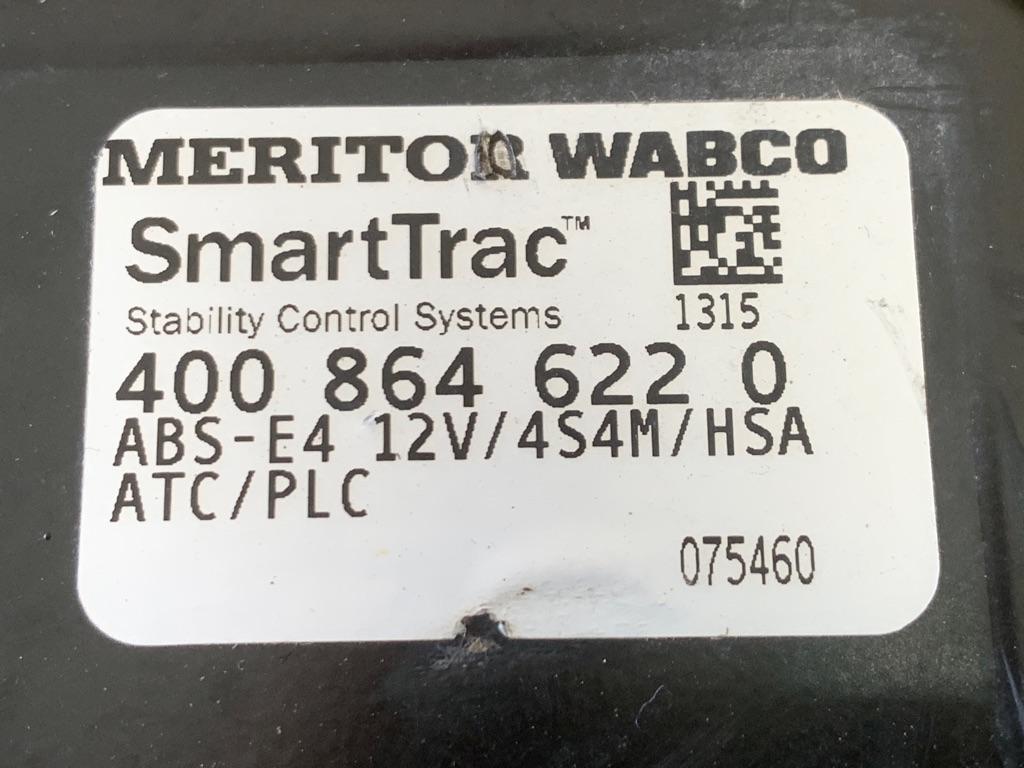 MERITOR WABCO
SmartTrac™
Stability Control Systems
1315
400 864 622 0
ABS-E4 12V/4S4M/HSA
ATC/PLC
075460